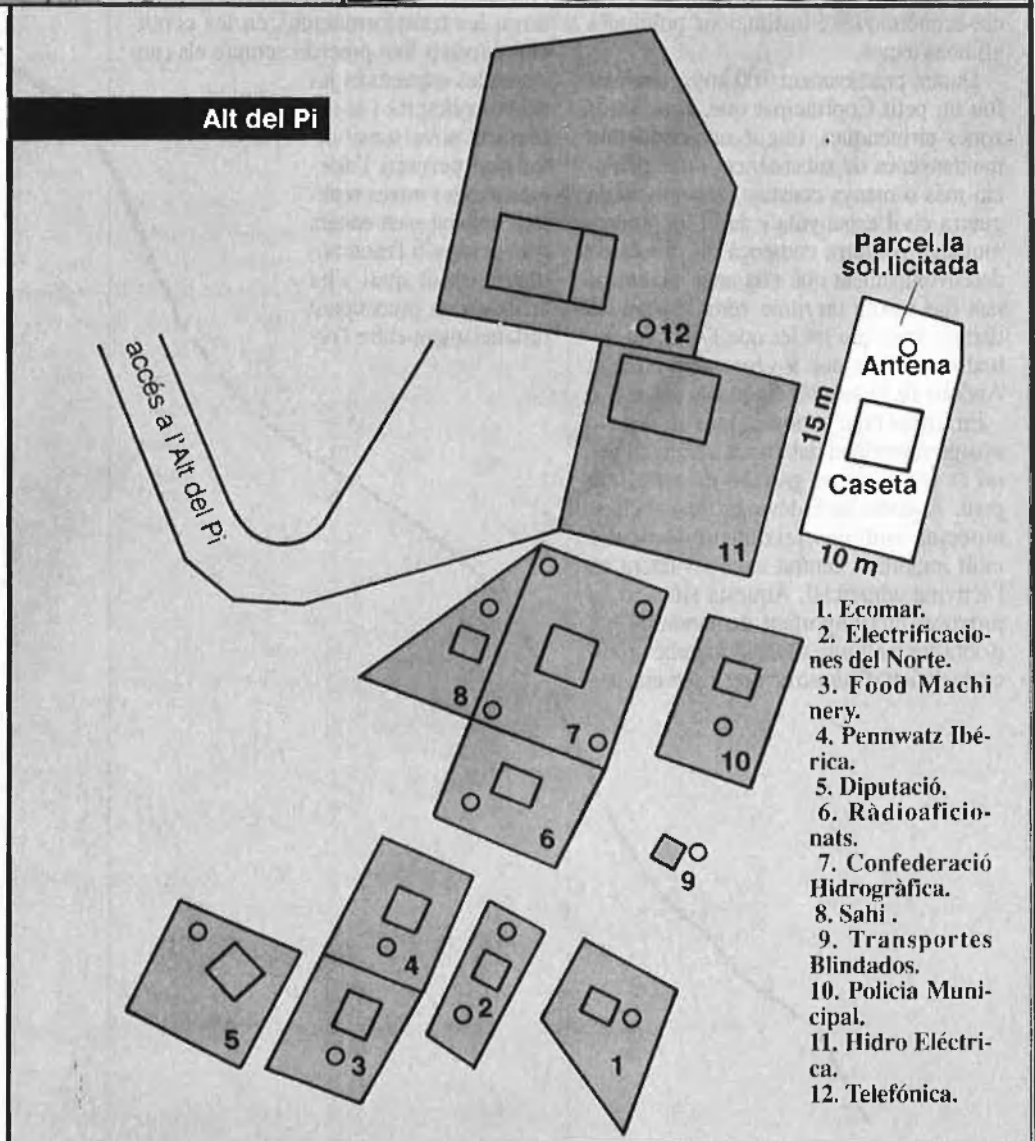 Alt del Pi
Parcel.la
sol.licitada
Antena
15 m
Caseta
10 m
accés a l'Alt del Pi
12
11
8
7
10
6
9
4
2
5
3
1
1. Ecomar.
2. Electrificacio-
nes del Norte.
3. Food Machi
nery.
4. Pennwatz Ibé-
rica.
5. Diputació.
6. Ràdioaficio-
nats.
7. Confederació
Hidrogràfica.
8. Sahi .
9. Transportes
Blindados.
10. Policia Muni-
cipal.
11. Hidro Eléctri-
ca.
12. Telefónica.